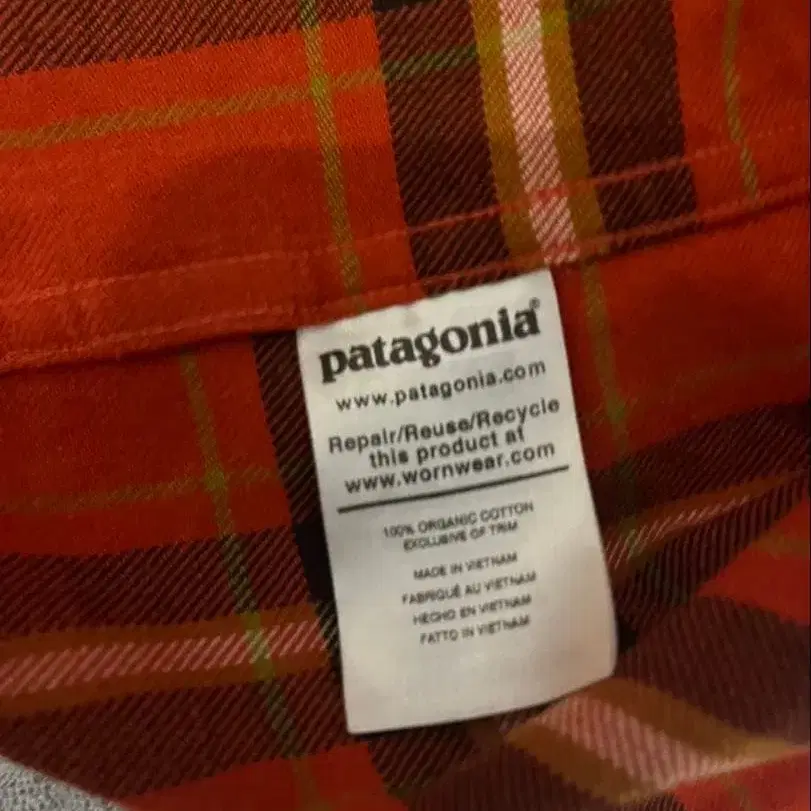 patagonia®
www.patagonia.com
Repair/Reuse/Recycle
this product at
www.wornwear.com
100% ORGANIC COTTON
EXCLUSIVE OF TRIM
MADE IN VIETNAM
FABRIQUÉ AU VIETNAM
HECHO EN VIETNAM
FATTO IN VIETNAM